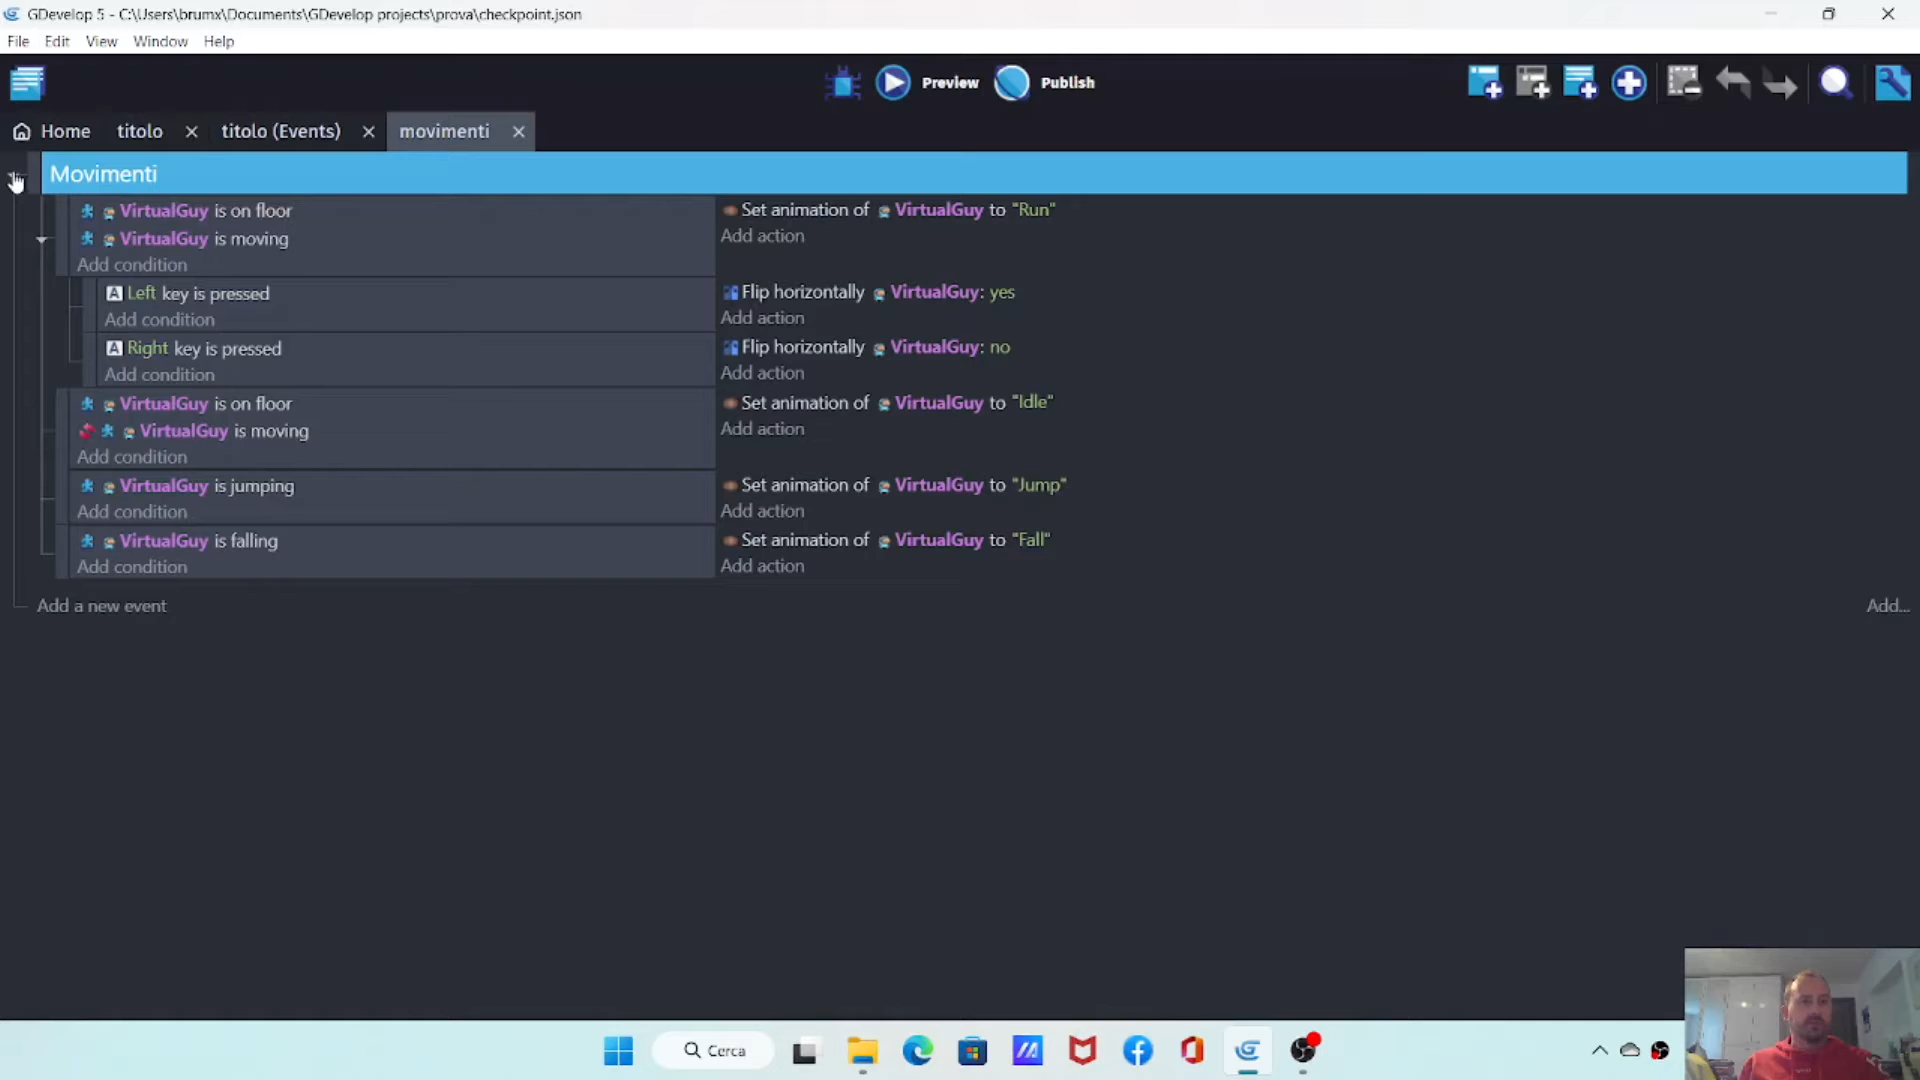 GDevelop 5 - C:\Users\brumx\Documents\GDevelop projects\prova\checkpoint.json
File Edit View Window Help
Preview Publish
Home titolo titolo (Events) movimenti
Movimenti
VirtualGuy is on floor Set animation of VirtualGuy to "Run"
VirtualGuy is moving Add action
Add condition
A Left key is pressed Flip horizontally VirtualGuy: yes
Add condition Add action
A Right key is pressed Flip horizontally VirtualGuy: no
Add condition Add action
VirtualGuy is on floor Set animation of VirtualGuy to "Idle"
VirtualGuy is moving Add action
Add condition
VirtualGuy is jumping Set animation of VirtualGuy to "Jump"
Add condition Add action
VirtualGuy is falling Set animation of VirtualGuy to "Fall"
Add condition Add action
Add a new event Add...
Cerca